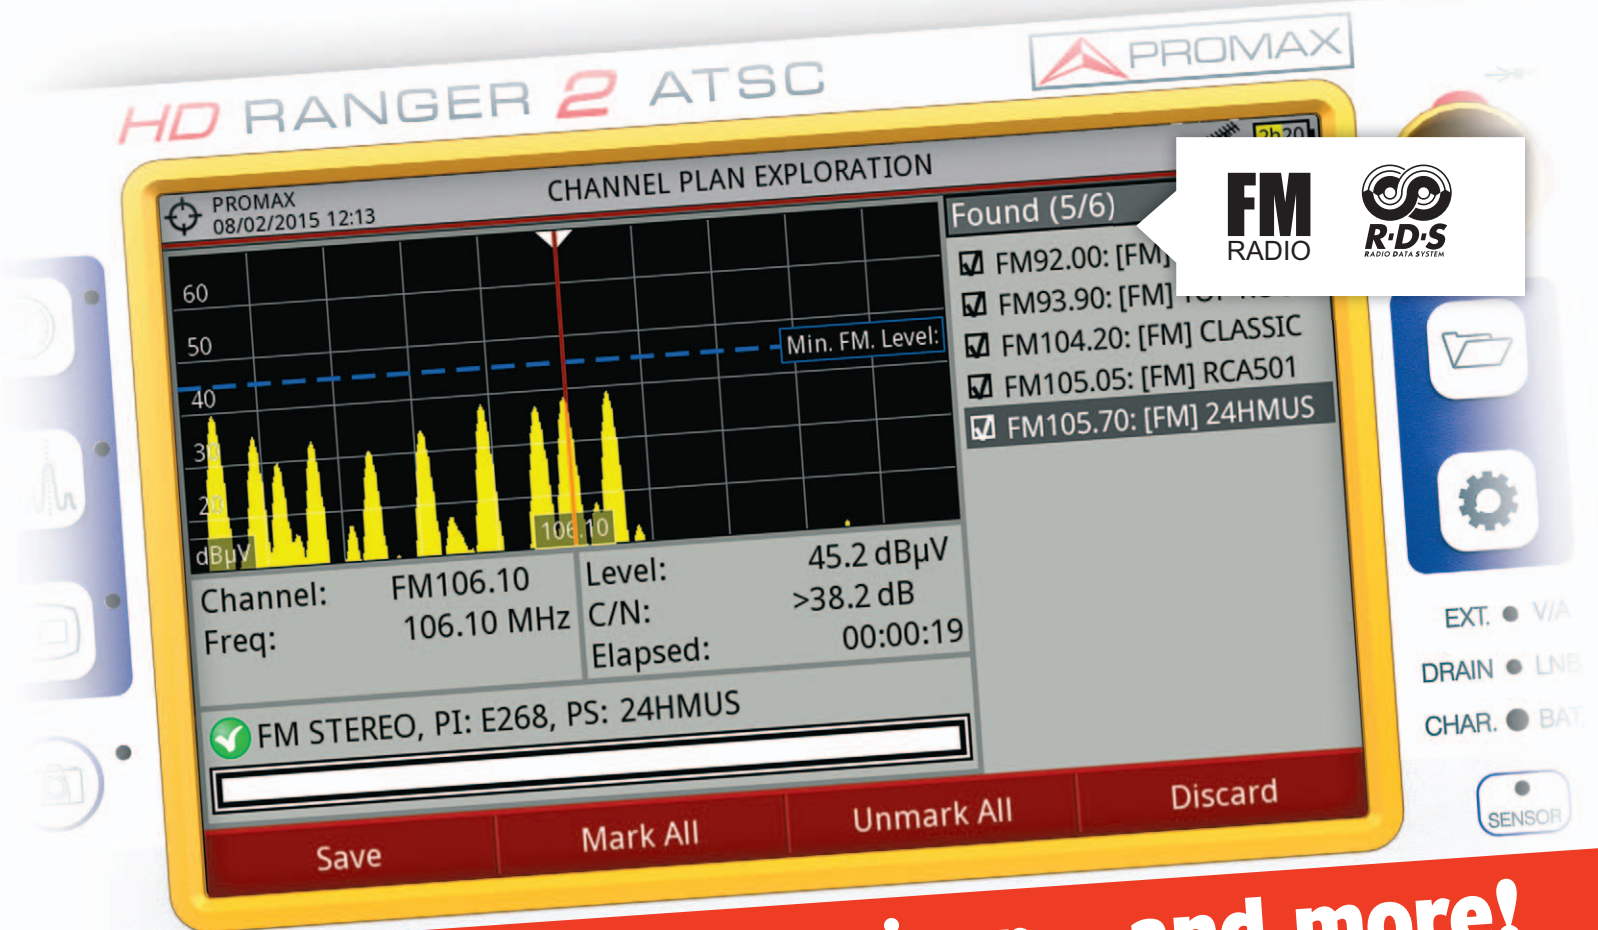 HD RANGER 2 ATSC
PROMAX
PROMAX
08/02/2015 12:13
CHANNEL PLAN EXPLORATION
2h20
60
50
40
30
20
dBµV
Min. FM. Level:
106.10
Found (5/6)
FM92.00: [FM]
FM93.90: [FM]
FM104.20: [FM] CLASSIC
FM105.05: [FM] RCA501
FM105.70: [FM] 24HMUS
FM
RADIO
R·D·S
RADIO DATA SYSTEM
Channel: FM106.10
Freq: 106.10 MHz
Level: 45.2 dBµV
C/N: >38.2 dB
Elapsed: 00:00:19
FM STEREO, PI: E268, PS: 24HMUS
Save
Mark All
Unmark All
Discard
EXT. V/A
DRAIN LNB
CHAR. BAT.
SENSOR
and more!